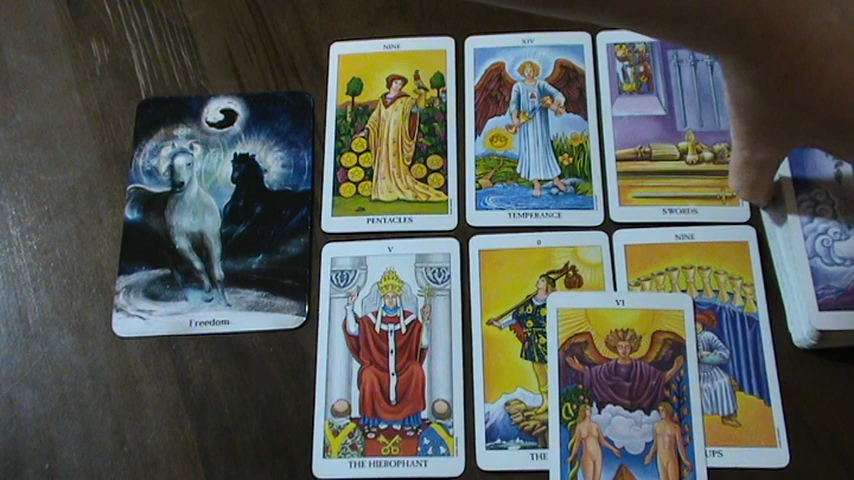 NINE
PENTACLES
XIV
TEMPERANCE
SWORDS
Freedom
V
THE HIEROPHANT
0
THE
NINE
UPS
VI